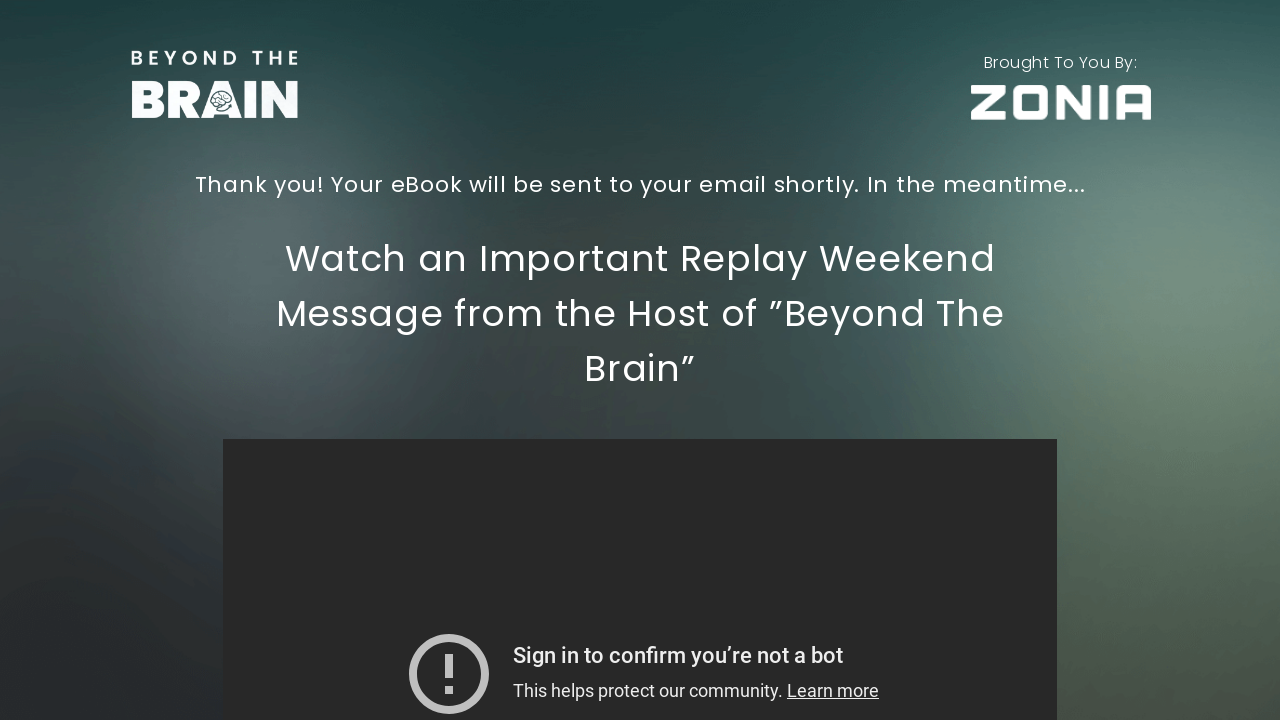 BEYOND THE
BRAIN
Brought To You By:
ZONIA
Thank you! Your eBook will be sent to your email shortly. In the meantime...
Watch an Important Replay Weekend
Message from the Host of ”Beyond The
Brain”
Sign in to confirm you’re not a bot
This helps protect our community. Learn more